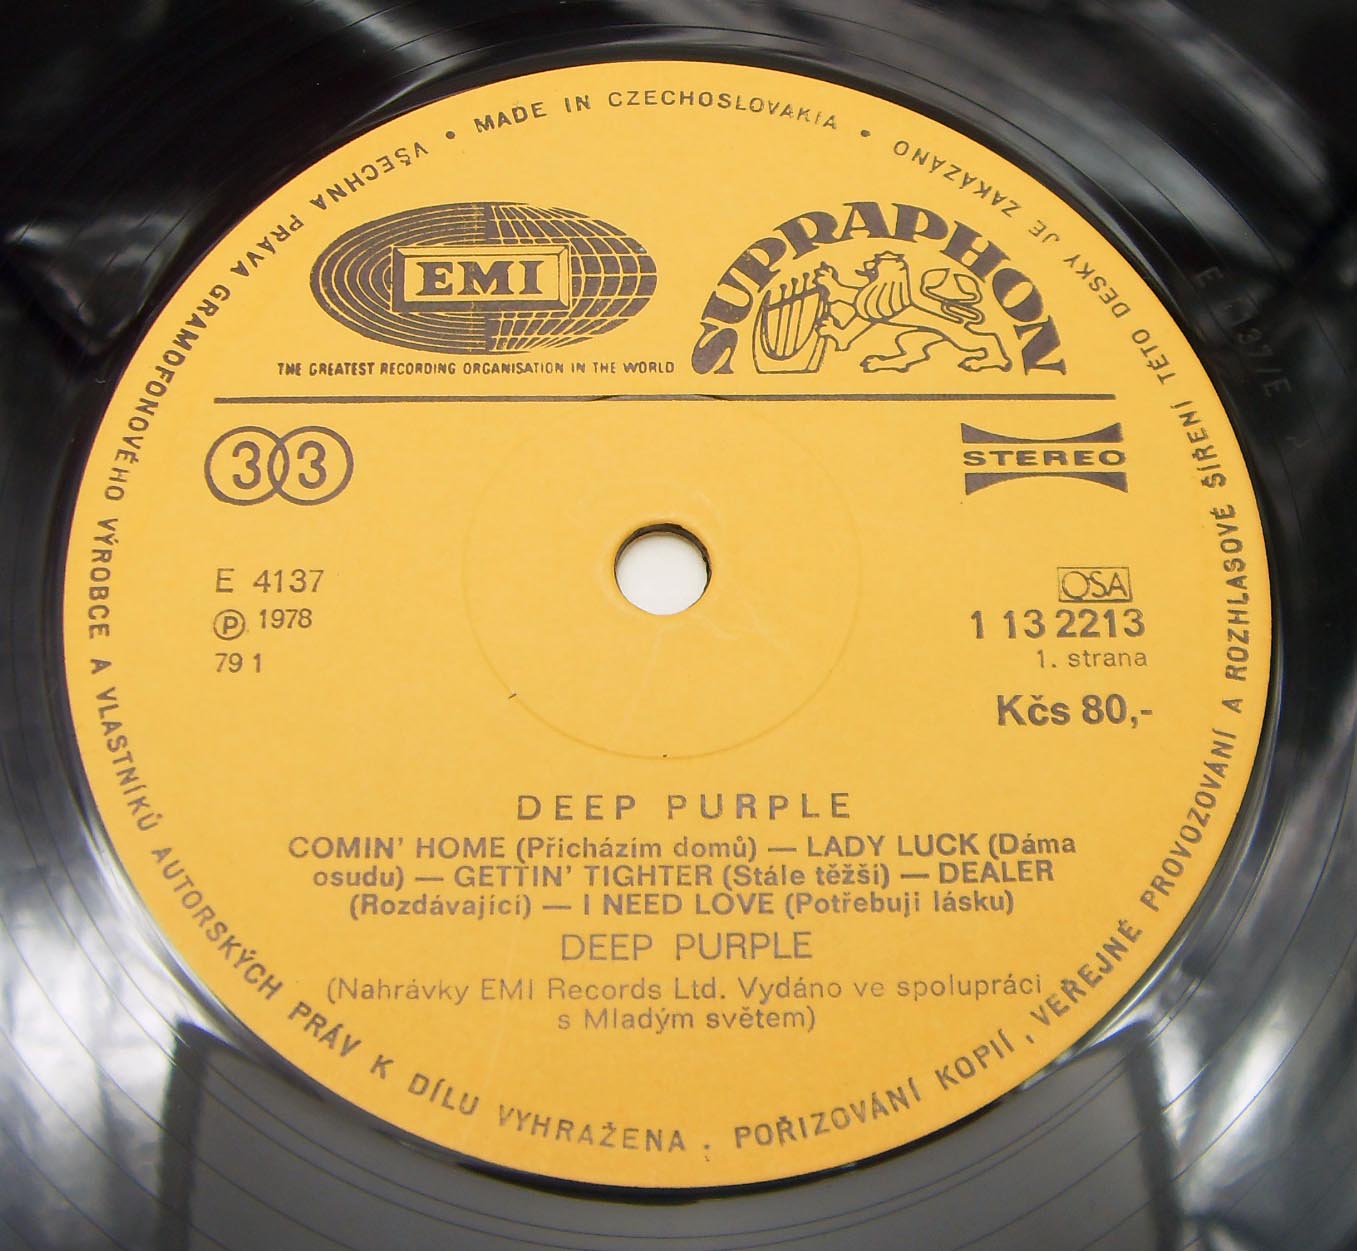 VŠECHNA PRÁVA GRAMOFONOVÉHO VÝROBCE A VLASTNÍKŮ AUTORSKÝCH PRÁV K DÍLU VYHRAŽENA . POŘIZOVÁNÍ KOPIÍ, VEŘEJNÉ PROVOZOVÁNÍ A ROZHLASOVÉ ŠÍŘENÍ TÉTO DESKY JE ZAKÁZÁNO • MADE IN CZECHOSLOVAKIA •
EMI
SUPRAPHON
THE GREATEST RECORDING ORGANISATION IN THE WORLD
33
STEREO
E 4137
Ⓟ 1978
79 1
OSA
1 13 2213
1. strana
Kčs 80,-
DEEP PURPLE
COMIN' HOME (Přicházím domů) — LADY LUCK (Dáma
osudu) — GETTIN' TIGHTER (Stále těžší) — DEALER
(Rozdávající) — I NEED LOVE (Potřebuji lásku)
DEEP PURPLE
(Nahrávky EMI Records Ltd. Vydáno ve spolupráci
s Mladým světem)